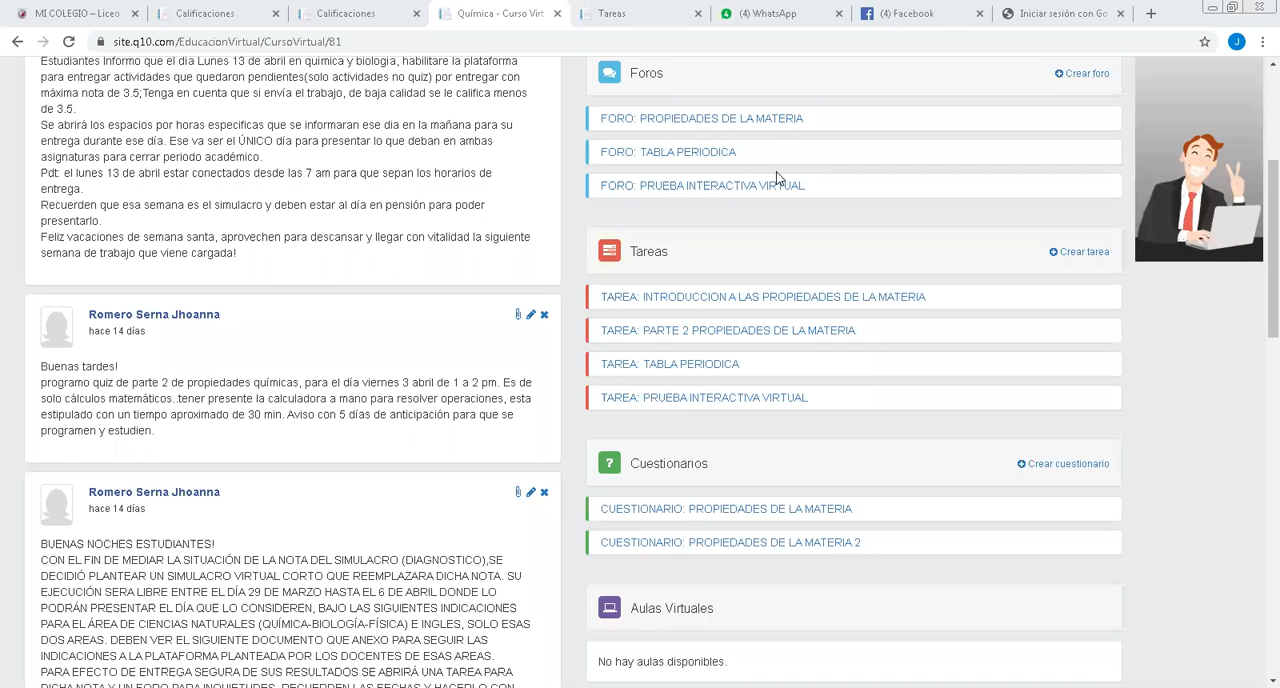 MI COLEGIO – Liceo
Calificaciones
Calificaciones
Química - Curso Virt
Tareas
(4) WhatsApp
(4) Facebook
Iniciar sesión con Go
site.q10.com/EducacionVirtual/CursoVirtual/81
J
Estudiantes Informo que el día Lunes 13 de abril en química y biología, habilitare la plataforma
para entregar actividades que quedaron pendientes(solo actividades no quiz) por entregar con
máxima nota de 3.5;Tenga en cuenta que si envía el trabajo, de baja calidad se le califica menos
de 3.5.
Se abrirá los espacios por horas especificas que se informaran ese dia en la mañana para su
entrega durante ese día. Ese va ser el ÚNICO día para presentar lo que deban en ambas
asignaturas para cerrar periodo académico.
Pdt: el lunes 13 de abril estar conectados desde las 7 am para que sepan los horarios de
entrega.
Recuerden que esa semana es el simulacro y deben estar al día en pensión para poder
presentarlo.
Feliz vacaciones de semana santa, aprovechen para descansar y llegar con vitalidad la siguiente
semana de trabajo que viene cargada!
Romero Serna Jhoanna
hace 14 días
Buenas tardes!
programo quiz de parte 2 de propiedades químicas, para el día viernes 3 abril de 1 a 2 pm. Es de
solo cálculos matemáticos..tener presente la calculadora a mano para resolver operaciones, esta
estipulado con un tiempo aproximado de 30 min. Aviso con 5 días de anticipación para que se
programen y estudien.
Romero Serna Jhoanna
hace 14 días
BUENAS NOCHES ESTUDIANTES!
CON EL FIN DE MEDIAR LA SITUACIÓN DE LA NOTA DEL SIMULACRO (DIAGNOSTICO),SE
DECIDIÓ PLANTEAR UN SIMULACRO VIRTUAL CORTO QUE REEMPLAZARA DICHA NOTA. SU
EJECUCIÓN SERA LIBRE ENTRE EL DÍA 29 DE MARZO HASTA EL 6 DE ABRIL DONDE LO
PODRÁN PRESENTAR EL DÍA QUE LO CONSIDEREN, BAJO LAS SIGUIENTES INDICACIONES
PARA EL ÁREA DE CIENCIAS NATURALES (QUÍMICA-BIOLOGÍA-FÍSICA) E INGLES, SOLO ESAS
DOS AREAS. DEBEN VER EL SIGUIENTE DOCUMENTO QUE ANEXO PARA SEGUIR LAS
INDICACIONES A LA PLATAFORMA PLANTEADA POR LOS DOCENTES DE ESAS AREAS.
PARA EFECTO DE ENTREGA SEGURA DE SUS RESULTADOS SE ABRIRÁ UNA TAREA PARA
DICHA NOTA Y UN FORO PARA INQUIETUDES. RECUERDEN LAS FECHAS Y HACERLO CON
Foros
Crear foro
FORO: PROPIEDADES DE LA MATERIA
FORO: TABLA PERIODICA
FORO: PRUEBA INTERACTIVA VIRTUAL
Tareas
Crear tarea
TAREA: INTRODUCCION A LAS PROPIEDADES DE LA MATERIA
TAREA: PARTE 2 PROPIEDADES DE LA MATERIA
TAREA: TABLA PERIODICA
TAREA: PRUEBA INTERACTIVA VIRTUAL
Cuestionarios
Crear cuestionario
CUESTIONARIO: PROPIEDADES DE LA MATERIA
CUESTIONARIO: PROPIEDADES DE LA MATERIA 2
Aulas Virtuales
No hay aulas disponibles.